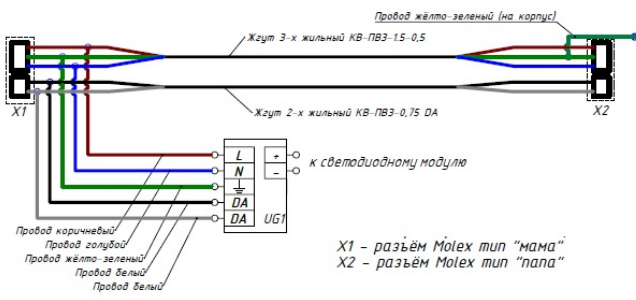 Провод жёлто-зеленый (на корпус)
Жгут 3-х жильный КВ-ПВ3-1.5-0,5
X1
X2
Жгут 2-х жильный КВ-ПВ3-0,75 DA
L
+
N
-
к светодиодному модулю
DA
DA
UG1
Провод коричневый
Провод голубой
Провод жёлто-зеленый
Провод белый
Провод белый
X1 - разъём Molex тип "мама"
X2 - разъём Molex тип "папа"